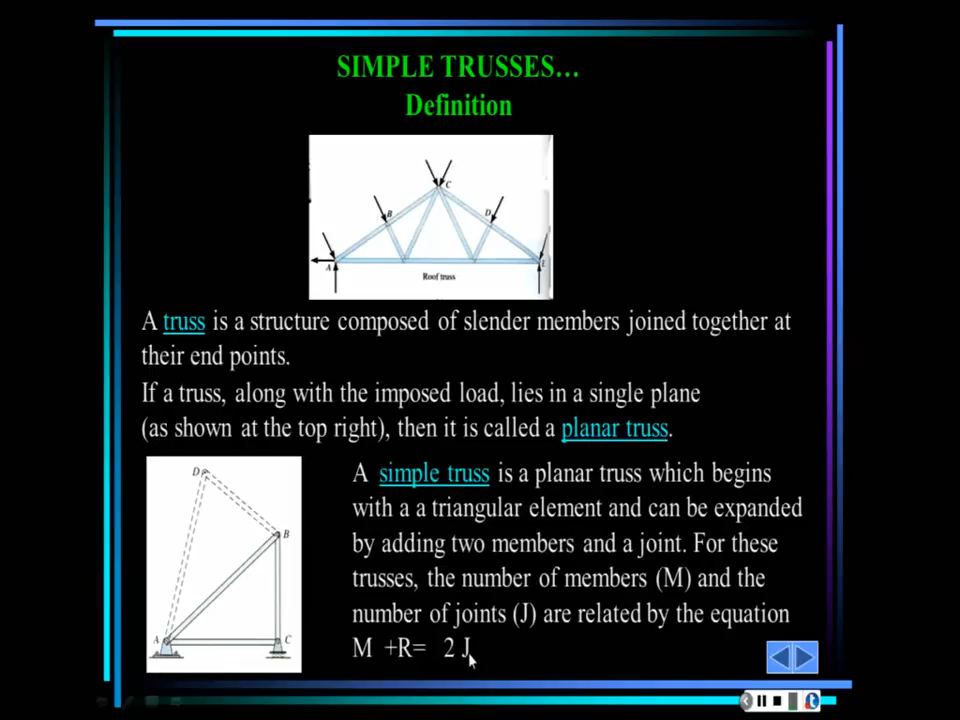 SIMPLE TRUSSES…
Definition
C
B
D
A
E
Roof truss
A truss is a structure composed of slender members joined together at
their end points.
If a truss, along with the imposed load, lies in a single plane
(as shown at the top right), then it is called a planar truss.
D
B
A
C
A simple truss is a planar truss which begins
with a a triangular element and can be expanded
by adding two members and a joint. For these
trusses, the number of members (M) and the
number of joints (J) are related by the equation
M +R= 2 J